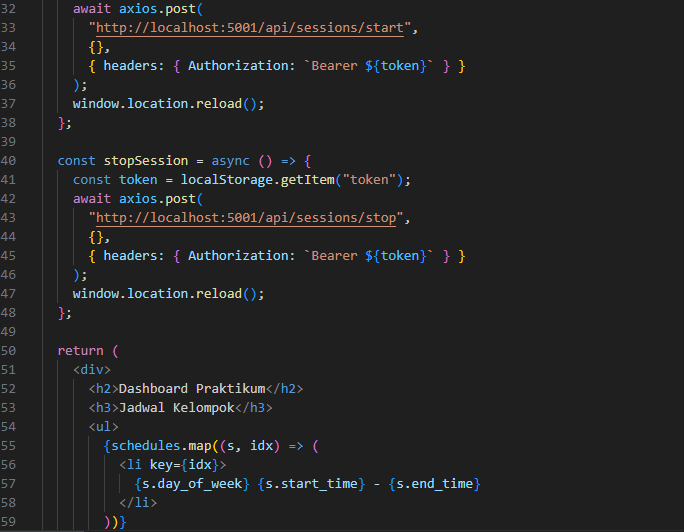 32 await axios.post(
33 "http://localhost:5001/api/sessions/start",
34 {},
35 { headers: { Authorization: `Bearer ${token}` } }
36 );
37 window.location.reload();
38 };
39
40 const stopSession = async () => {
41 const token = localStorage.getItem("token");
42 await axios.post(
43 "http://localhost:5001/api/sessions/stop",
44 {},
45 { headers: { Authorization: `Bearer ${token}` } }
46 );
47 window.location.reload();
48 };
49
50 return (
51 <div>
52 <h2>Dashboard Praktikum</h2>
53 <h3>Jadwal Kelompok</h3>
54 <ul>
55 {schedules.map((s, idx) => (
56 <li key={idx}>
57 {s.day_of_week} {s.start_time} - {s.end_time}
58 </li>
59 ))}